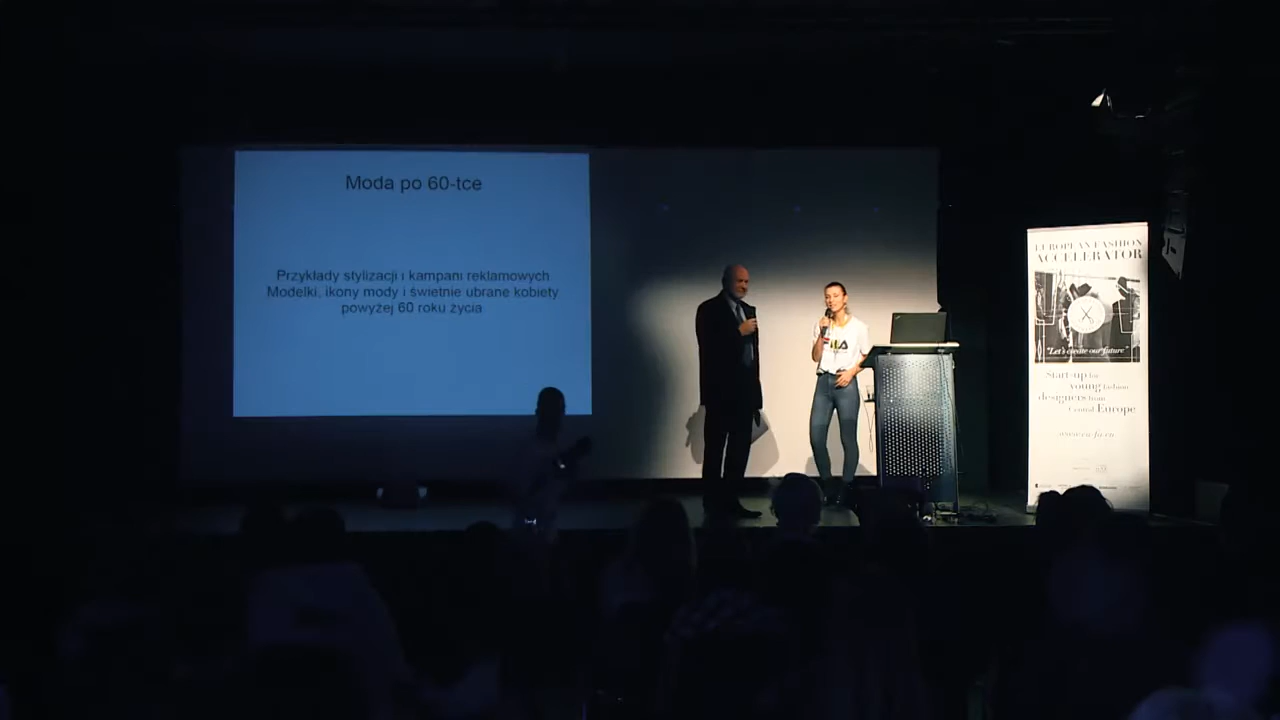 Moda po 60-tce
Przykłady stylizacji i kampani reklamowych
Modelki, ikony mody i świetnie ubrane kobiety
powyżej 60 roku życia
FILA
EUROPEAN FASHION
ACCELERATOR
"Let's create our future"
Start-up for
young fashion
designers from
Central Europe